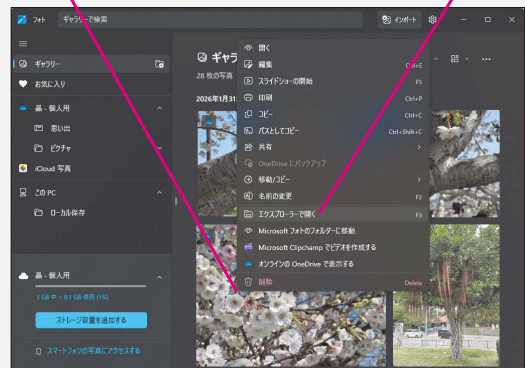 フォト
ギャラリーで検索
インポート
ギャラリー
お気に入り
晶 - 個人用
思い出
ピクチャ
iCloud 写真
この PC
ローカル保存
晶 - 個人用
5 GB 中 < 0.1 GB 使用 (1%)
ストレージ容量を追加する
スマートフォンの写真にアクセスする
28 枚の写真
2026年1月31
開く
編集 Ctrl+E
スライドショーの開始 F5
印刷 Ctrl+P
コピー Ctrl+C
パスとしてコピー Ctrl+Shift+C
共有
OneDrive にバックアップ
移動/コピー
名前の変更 F2
エクスプローラーで開く F3
Microsoft フォトのフォルダーに移動
Microsoft Clipchamp でビデオを作成する
オンラインの OneDrive で表示する
削除 Delete